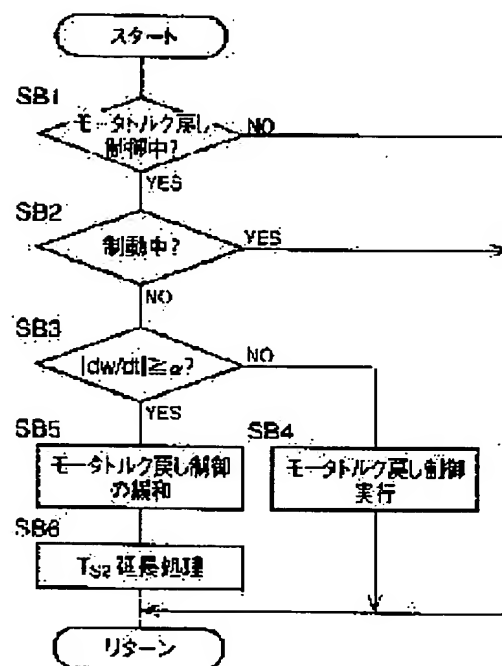 スタート
SB1
モータトルク戻し
制御中?
NO
YES
SB2
制動中?
YES
NO
SB3
|dw/dt|≧α?
NO
YES
SB5
モータトルク戻し制御
の緩和
SB4
モータトルク戻し制御
実行
SB6
TS2 延長処理
リターン